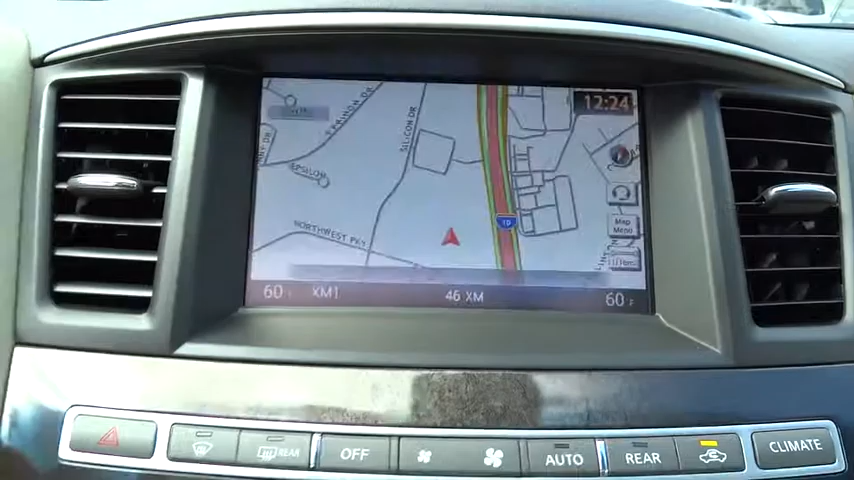 12:24
SILICON DR
EPSILON
NORTHWEST PKY
10
Map
Menu
60 XM1 46 XM 60 F
REAR
OFF
AUTO
REAR
CLIMATE